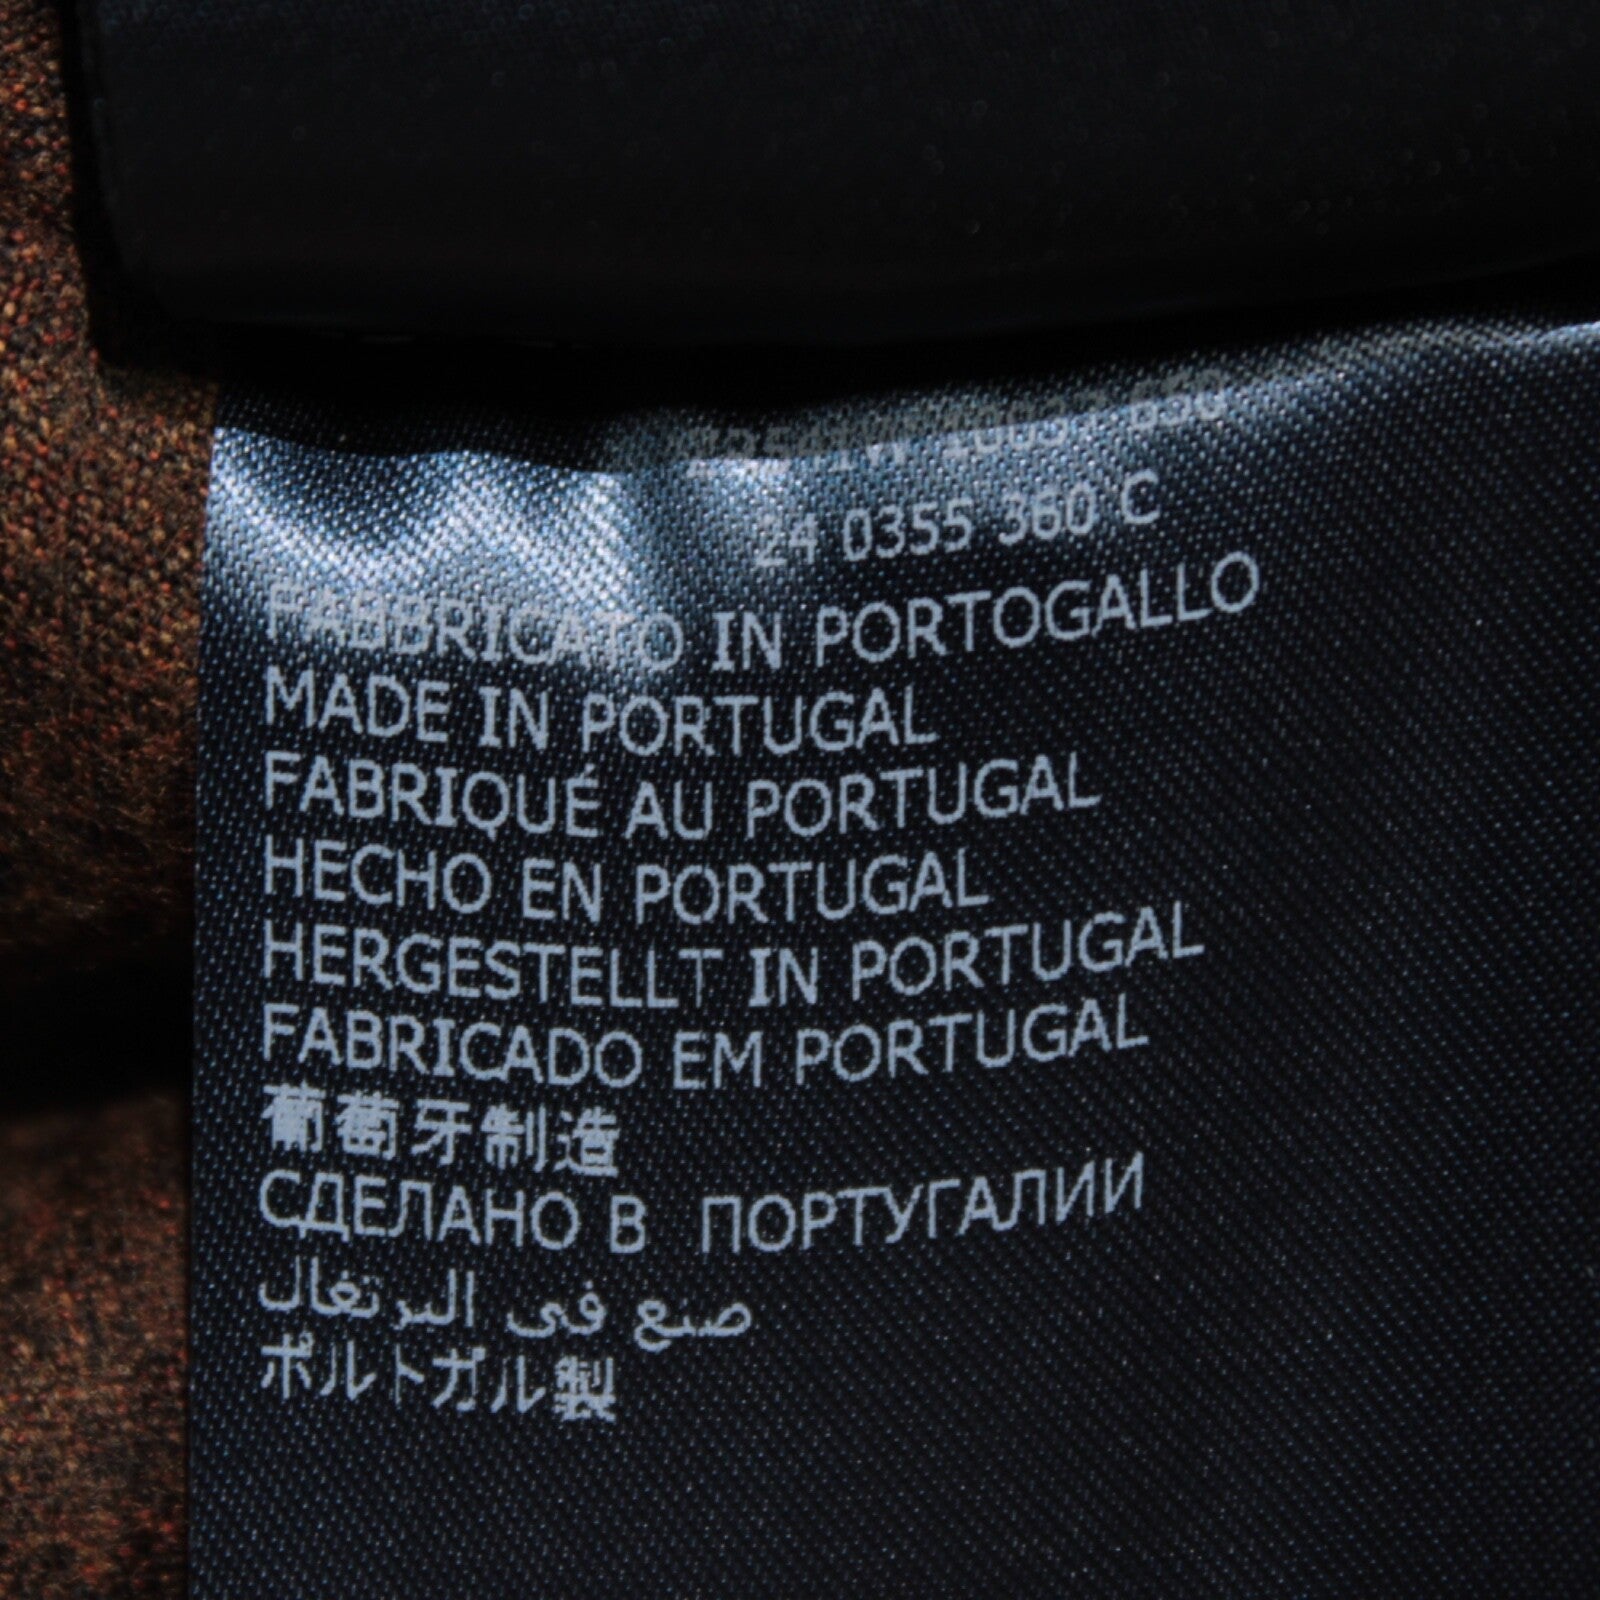 24 0355 360 C
FABBRICATO IN PORTOGALLO
MADE IN PORTUGAL
FABRIQUÉ AU PORTUGAL
HECHO EN PORTUGAL
HERGESTELLT IN PORTUGAL
FABRICADO EM PORTUGAL
葡萄牙制造
СДЕЛАНО В ПОРТУГАЛИИ
صنع فى البرتغال
ポルトガル製